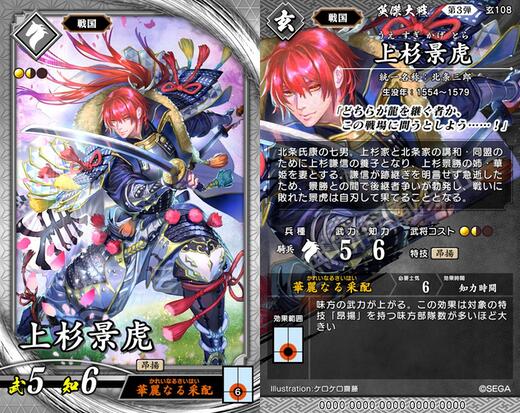 戦国
上杉景虎
昂揚
武5 知6
かれいなるさいはい
華麗なる采配
6
玄
戦国
英傑大戦
第3弾
玄108
うえすぎかげとら
上杉景虎
統一名称:北条三郎
生没年:1554~1579
「どちらが龍を継ぐ者か、
この戦場に問うとしよう……!」
北条氏康の七男。上杉家と北条家の講和・同盟の
ために上杉謙信の養子となり、上杉景勝の姉・華
姫を妻とする。謙信が跡継ぎを明言せず急逝した
ため、景勝との間で後継者争いが勃発し、戦いに
敗れた景虎は自刃して果てることとなる。
兵種 武力 知力 武将コスト
騎兵 5 6 特技 昂揚
かれいなるさいはい
華麗なる采配
必要士気 6
効果時間 知力時間
効果範囲
味方の武力が上がる。この効果は対象の特
技「昂揚」を持つ味方部隊数が多いほど大
きい
Illustration:ケロケロ齋藤
©SEGA
0000 0000 0000 0000 0000